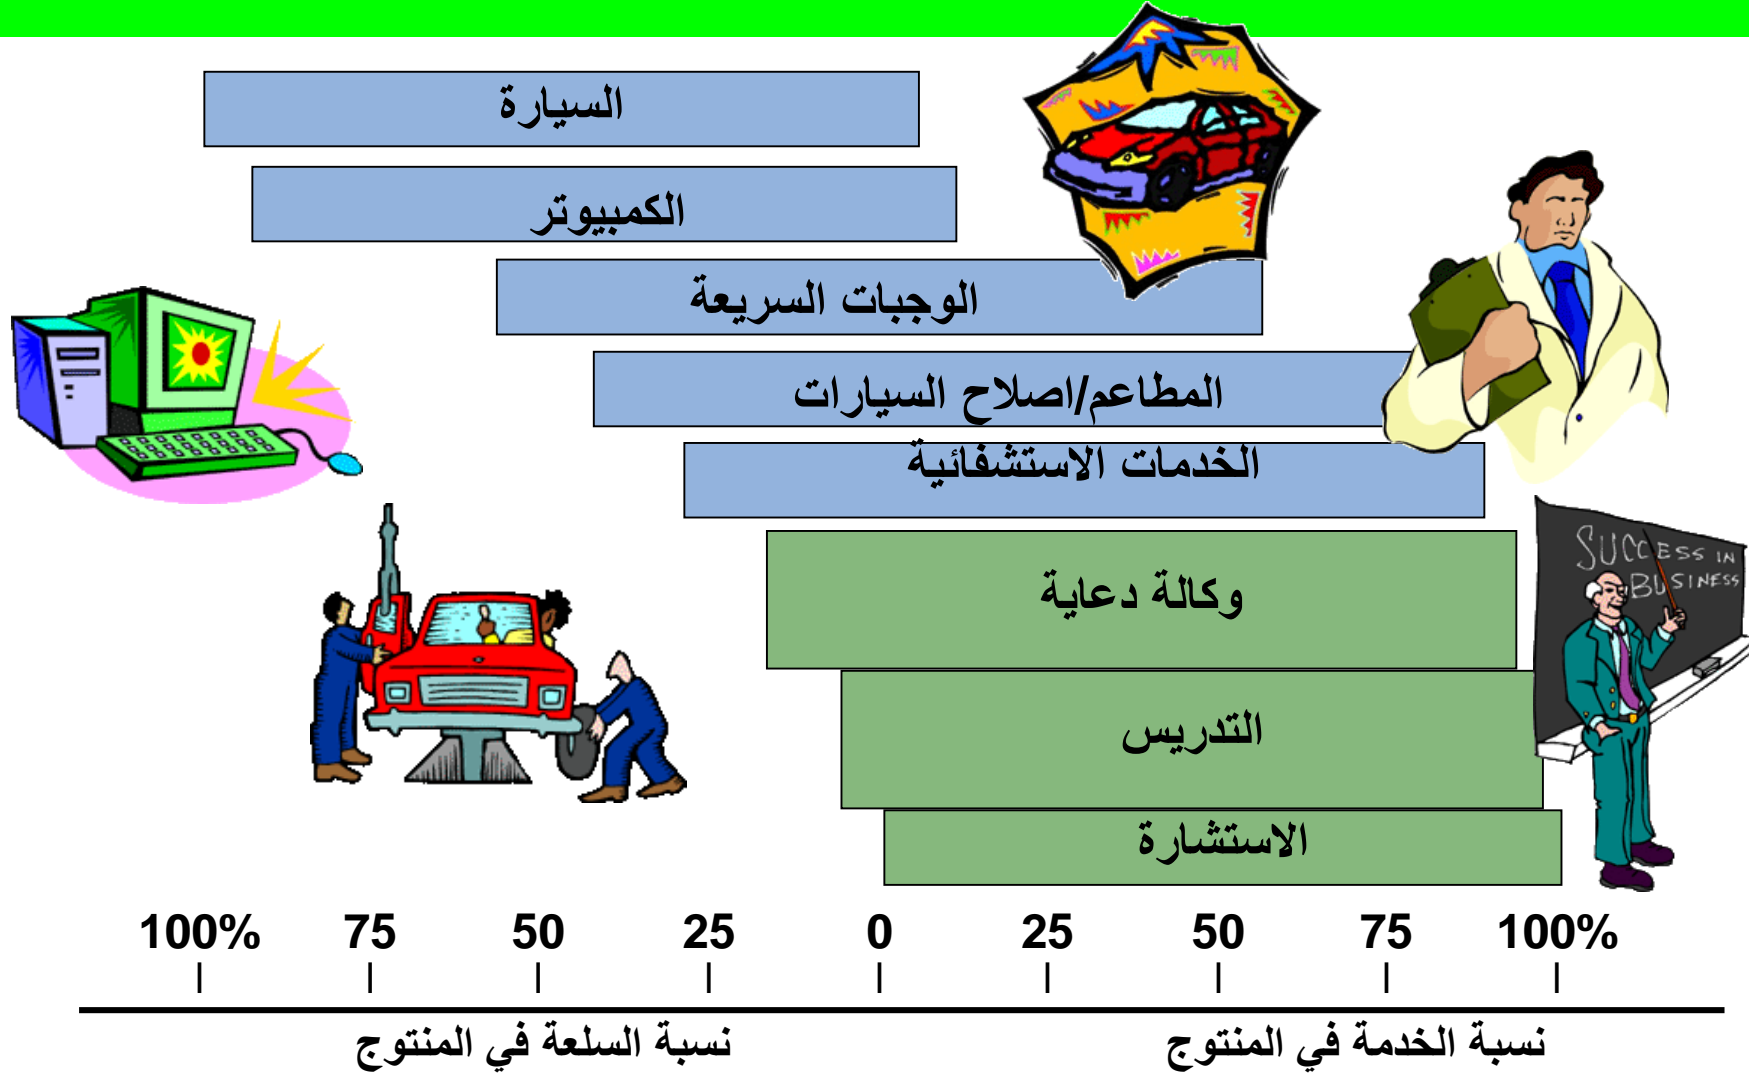 السيارة
الكمبيوتر
الوجبات السريعة
المطاعم/اصلاح السيارات
الخدمات الاستشفائية
وكالة دعاية
SUCCESS IN
BUSINESS
التدريس
الاستشارة
100% 75 50 25 0 25 50 75 100%
نسبة السلعة في المنتوج
نسبة الخدمة في المنتوج